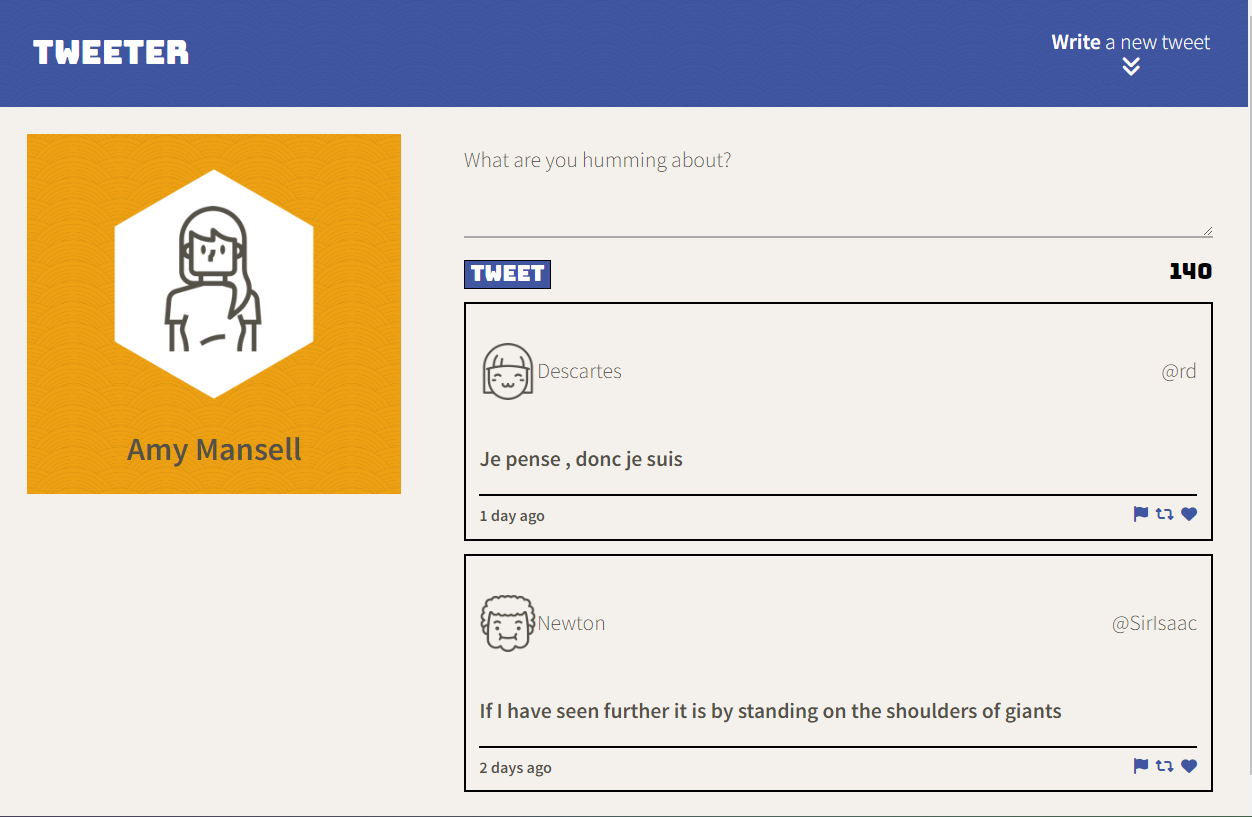 TWEETER
Write a new tweet
Amy Mansell
What are you humming about?
TWEET
140
Descartes
@rd
Je pense , donc je suis
1 day ago
Newton
@SirIsaac
If I have seen further it is by standing on the shoulders of giants
2 days ago